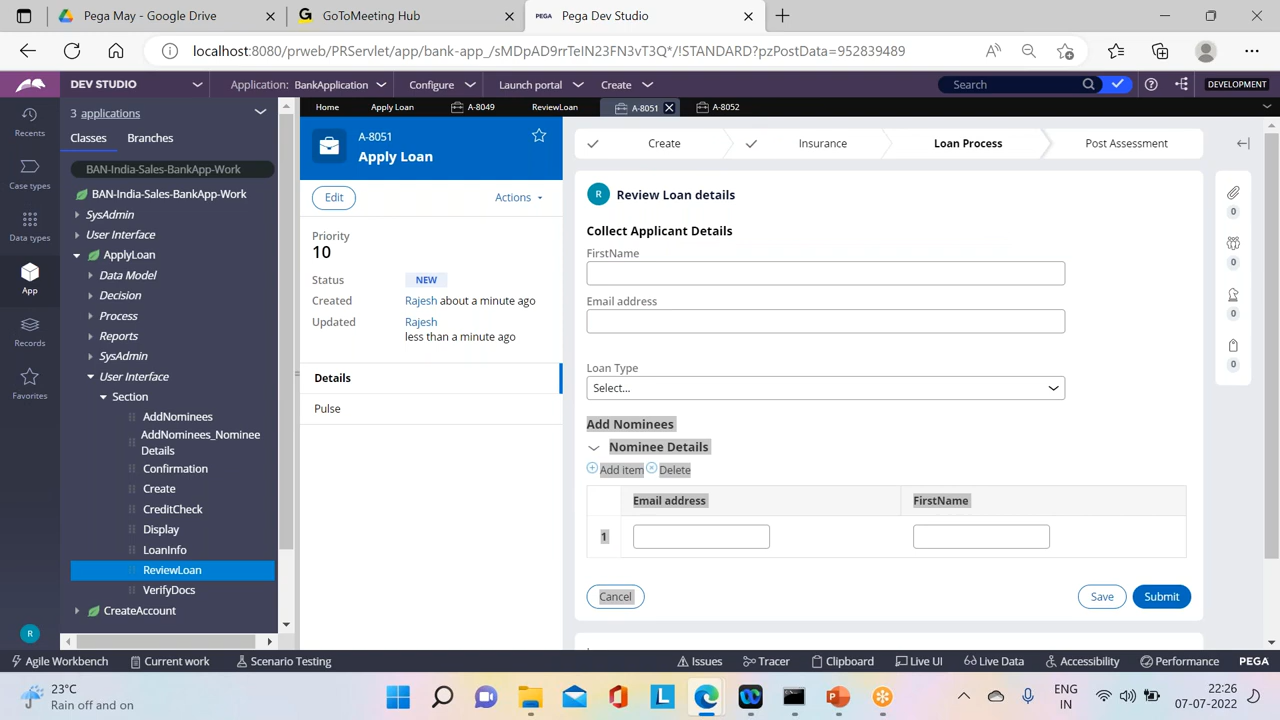 Pega May - Google Drive
GoToMeeting Hub
PEGA Pega Dev Studio
localhost:8080/prweb/PRServlet/app/bank-app_/sMDpAD9rrTeIN23FN3vT3Q*/!STANDARD?pzPostData=952839489
DEV STUDIO
Application: BankApplication
Configure
Launch portal
Create
Search
DEVELOPMENT
3 applications
Classes
Branches
Home
Apply Loan
A-8049
ReviewLoan
A-8051
A-8052
Recents
Case types
Data types
App
Records
Favorites
R
BAN-India-Sales-BankApp-Work
BAN-India-Sales-BankApp-Work
SysAdmin
User Interface
ApplyLoan
Data Model
Decision
Process
Reports
SysAdmin
User Interface
Section
AddNominees
AddNominees_Nominee
Details
Confirmation
Create
CreditCheck
Display
LoanInfo
ReviewLoan
VerifyDocs
CreateAccount
A-8051
Apply Loan
Edit
Actions
Priority
10
Status NEW
Created Rajesh about a minute ago
Updated Rajesh
less than a minute ago
Details
Pulse
Create
Insurance
Loan Process
Post Assessment
R Review Loan details
Collect Applicant Details
FirstName
Email address
Loan Type
Select...
Add Nominees
Nominee Details
Add item Delete
Email address FirstName
1
Cancel
Save
Submit
0
0
0
0
Agile Workbench
Current work
Scenario Testing
Issues
Tracer
Clipboard
Live UI
Live Data
Accessibility
Performance
PEGA
23°C
Rain off and on
ENG
IN
22:26
07-07-2022